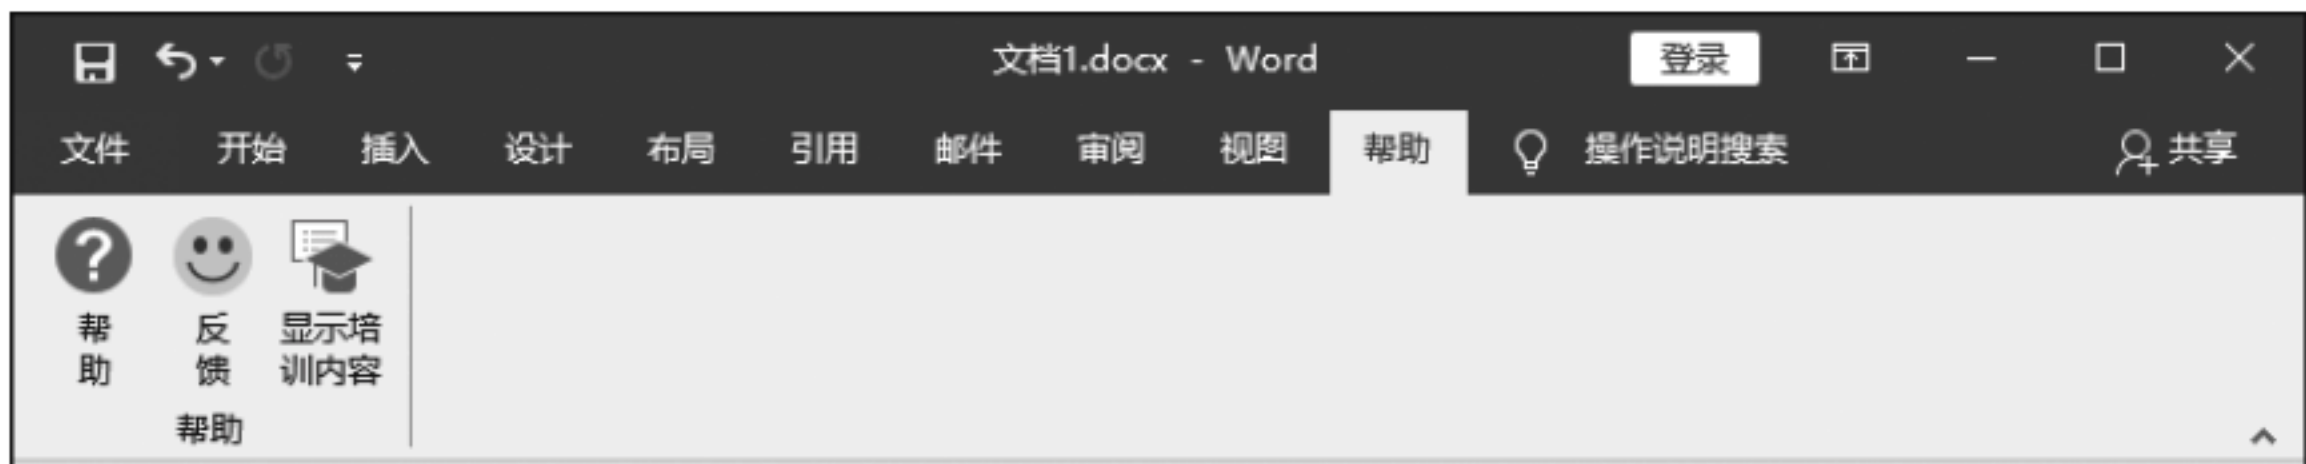 文档1.docx - Word 登录
文件 开始 插入 设计 布局 引用 邮件 审阅 视图 帮助 操作说明搜索 共享
帮助 反馈 显示培训内容
帮助